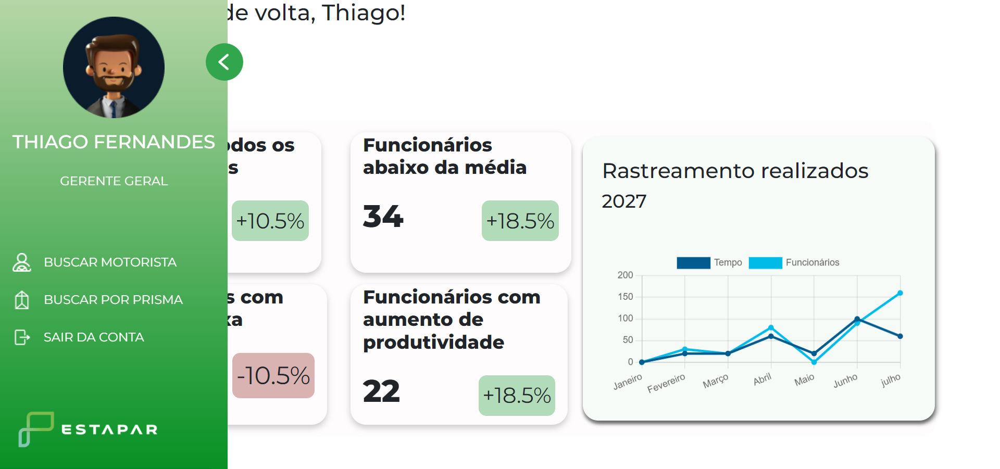 de volta, Thiago!
THIAGO FERNANDES
GERENTE GERAL
BUSCAR MOTORISTA
BUSCAR POR PRISMA
SAIR DA CONTA
ESTAPAR
odos os
s
+10.5%
Funcionários
abaixo da média
34
+18.5%
s com
xa
-10.5%
Funcionários com
aumento de
produtividade
22
+18.5%
Rastreamento realizados
2027
Tempo Funcionários
200
150
100
50
0
Janeiro Fevereiro Março Abril Maio Junho julho